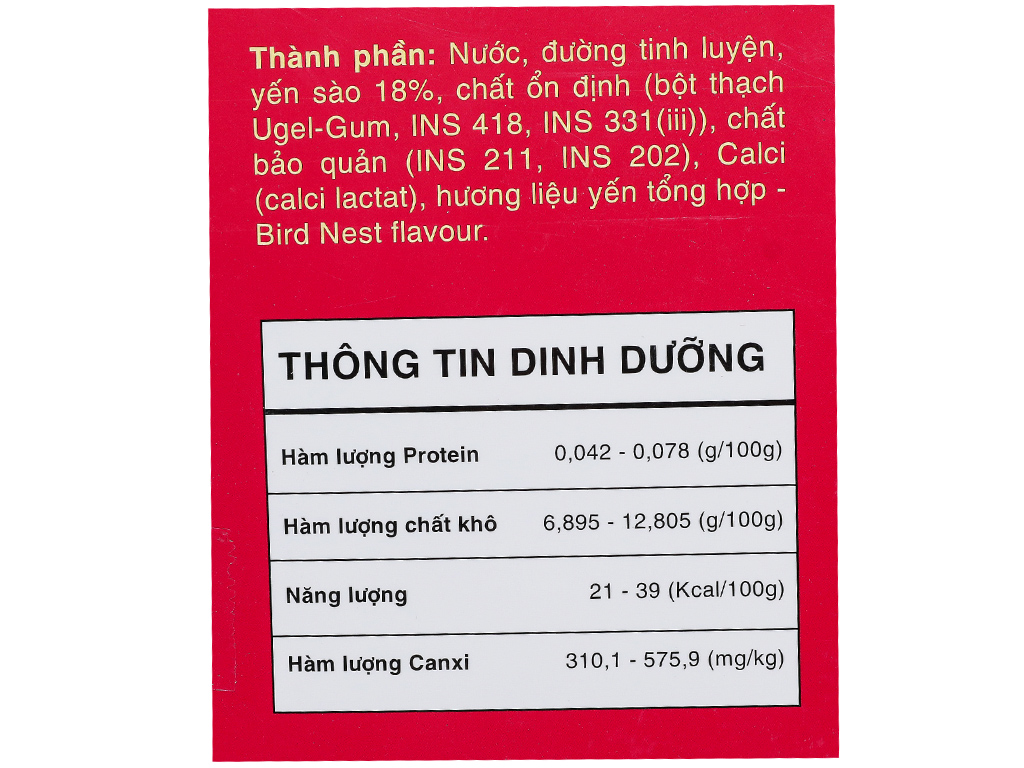 Thành phần: Nước, đường tinh luyện,
yến sào 18%, chất ổn định (bột thạch
Ugel-Gum, INS 418, INS 331(iii)), chất
bảo quản (INS 211, INS 202), Calci
(calci lactat), hương liệu yến tổng hợp -
Bird Nest flavour.
THÔNG TIN DINH DƯỠNG
Hàm lượng Protein 0,042 - 0,078 (g/100g)
Hàm lượng chất khô 6,895 - 12,805 (g/100g)
Năng lượng 21 - 39 (Kcal/100g)
Hàm lượng Canxi 310,1 - 575,9 (mg/kg)